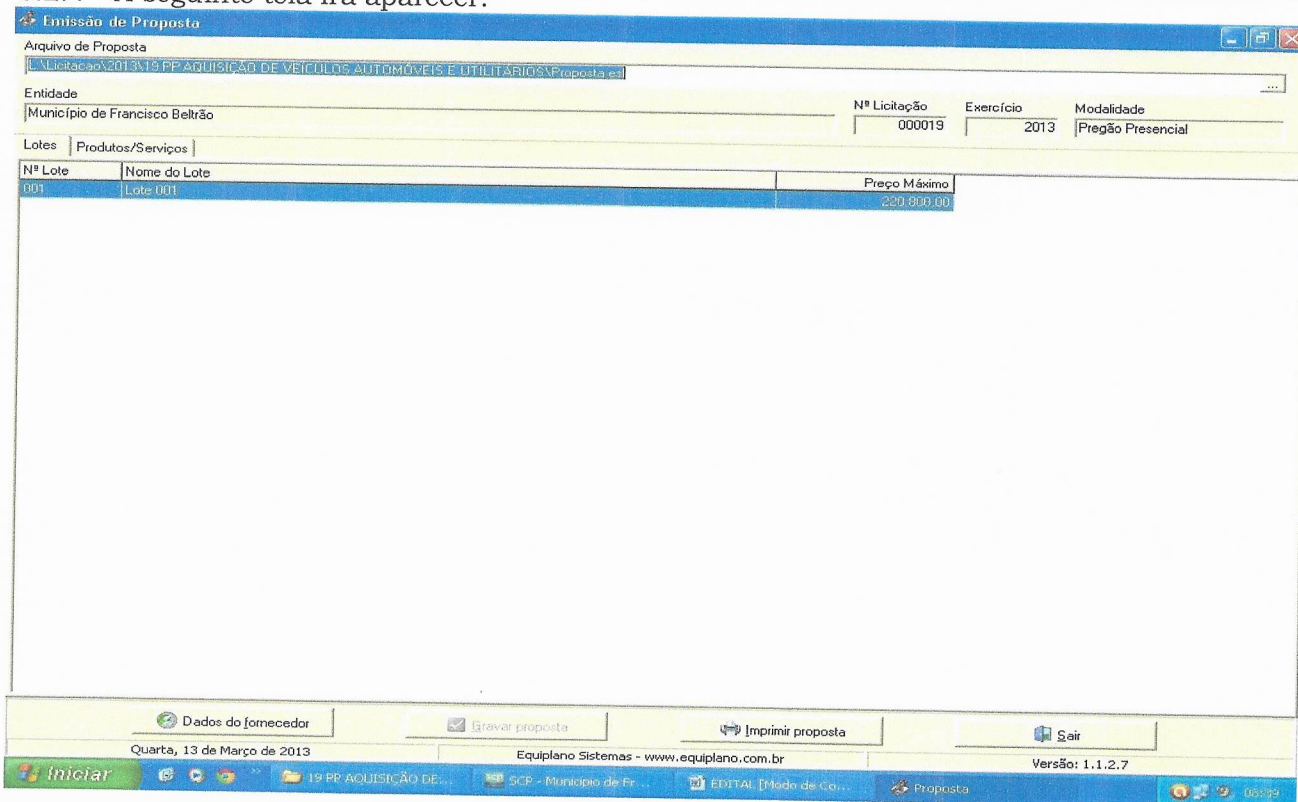 A seguinte tela irá aparecer:
Emissão de Proposta
Arquivo de Proposta
L:\Licitacao\2013\19 PP AQUISIÇÃO DE VEÍCULOS AUTOMÓVEIS E UTILITÁRIOS\Proposta.esl
...
Entidade
Nº Licitação Exercício Modalidade
Município de Francisco Beltrão 000019 2013 Pregão Presencial
Lotes Produtos/Serviços
Nº Lote Nome do Lote Preço Máximo
001 Lote 001 220.800,00
Dados do fornecedor Gravar proposta Imprimir proposta Sair
Quarta, 13 de Março de 2013 Equiplano Sistemas - www.equiplano.com.br Versão: 1.1.2.7
Iniciar 19 PP AQUISIÇÃO DE... SCP - Município de Fr... EDITAL [Modo de Co... Proposta